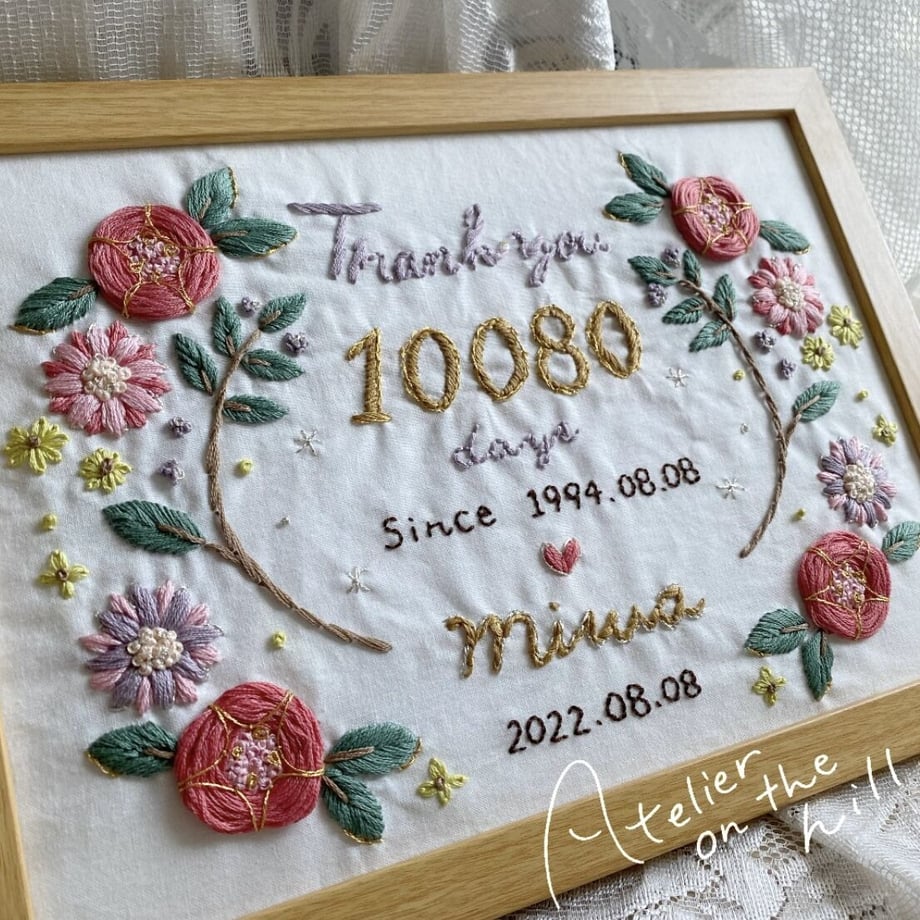 Thank you
10080
days
Since 1994.08.08
Miwa
2022.08.08
Atelier
on the
hill